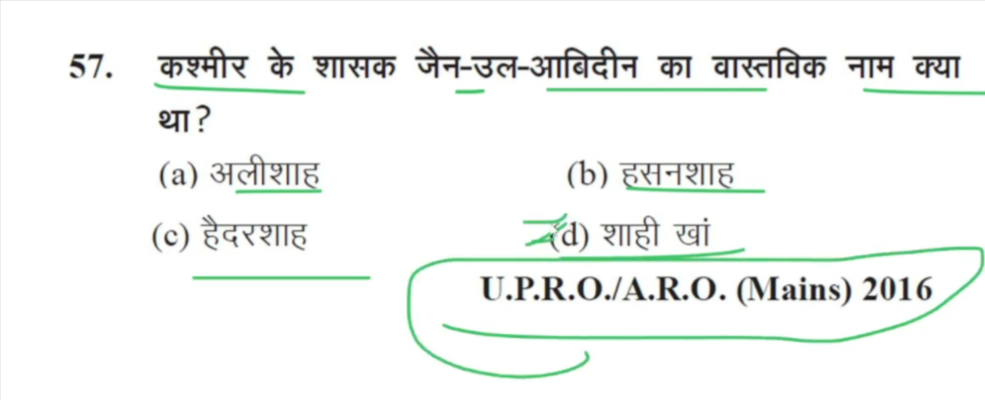 57. कश्मीर के शासक जैन-उल-आबिदीन का वास्तविक नाम क्या
था?
(a) अलीशाह (b) हसनशाह
(c) हैदरशाह (d) शाही खां
U.P.R.O./A.R.O. (Mains) 2016